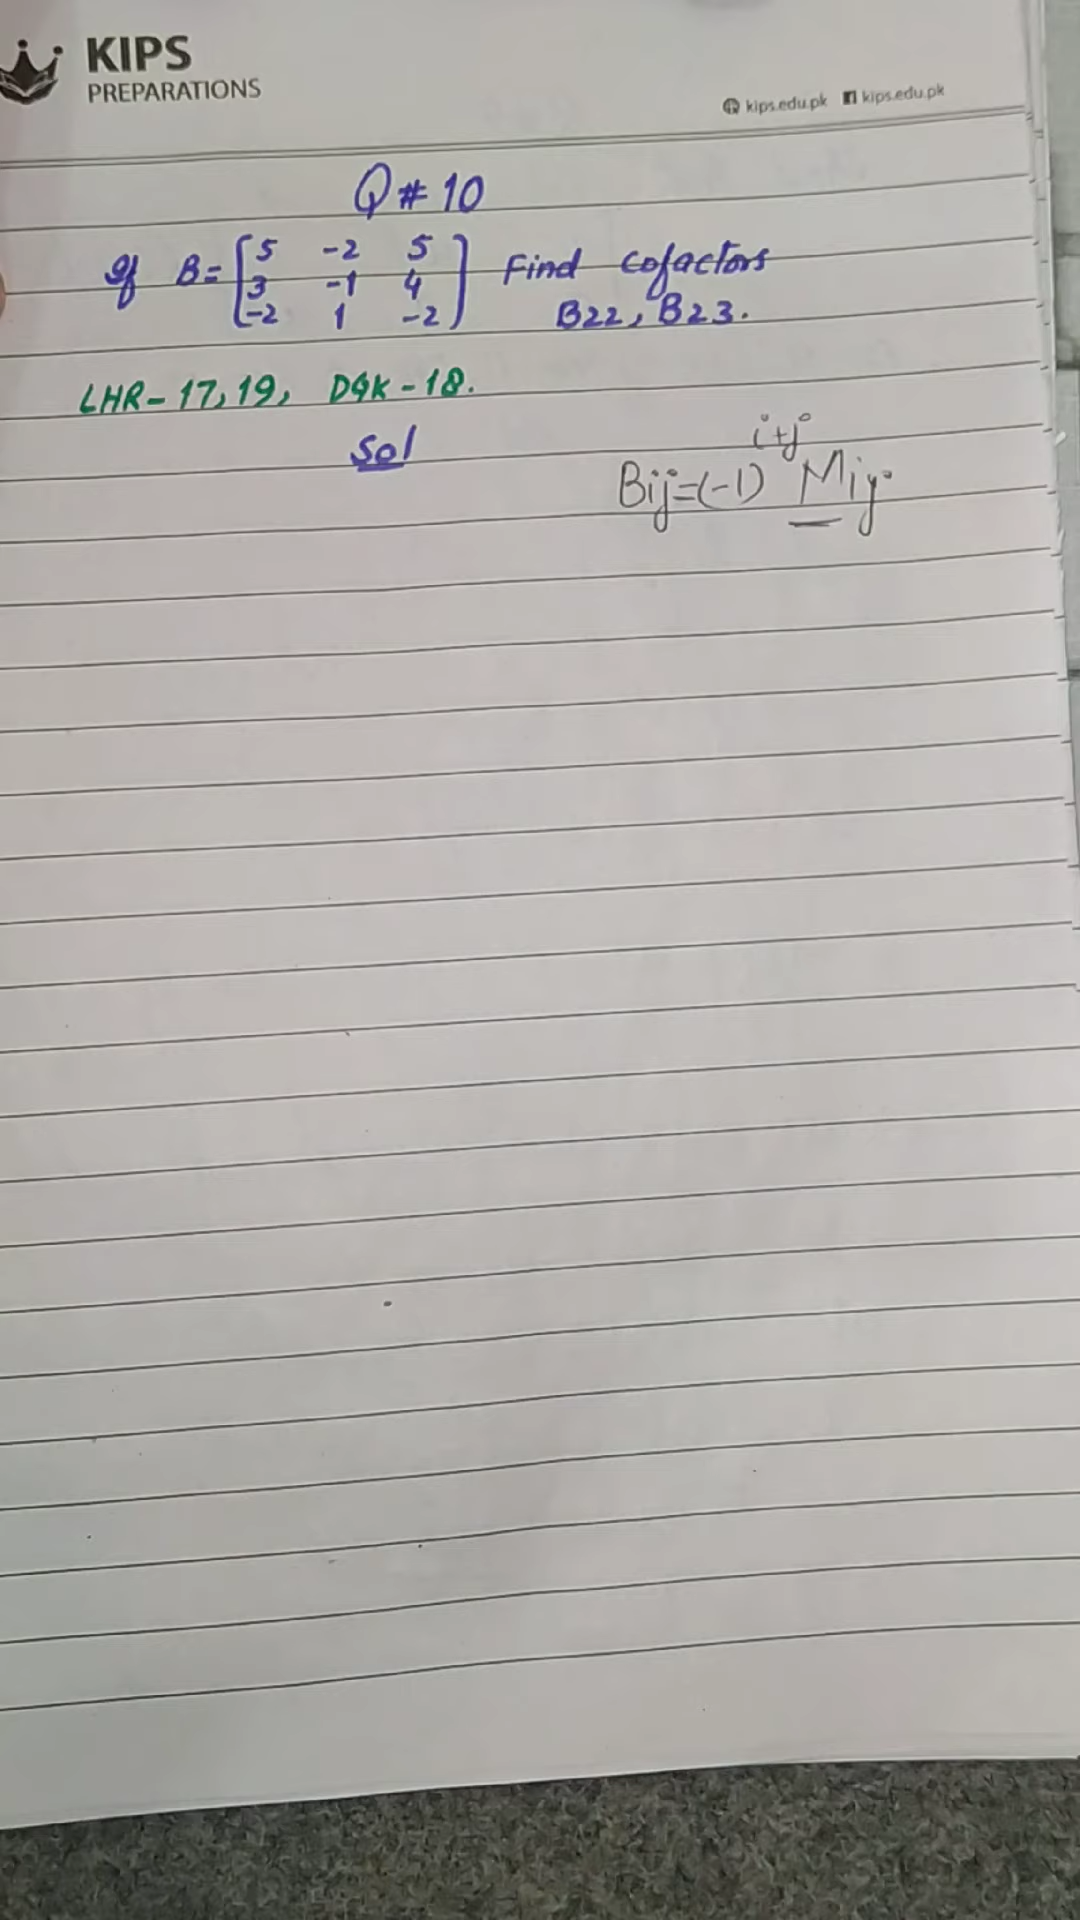 KIPS
PREPARATIONS
kips.edu.pk kips.edu.pk
Q # 10
If B = [5 -2 5] Find cofactors
3 -1 4
-2 1 -2 B22, B23.
LHR - 17, 19, DGK - 18.
Sol
i+j
Bij=(-1) Mij